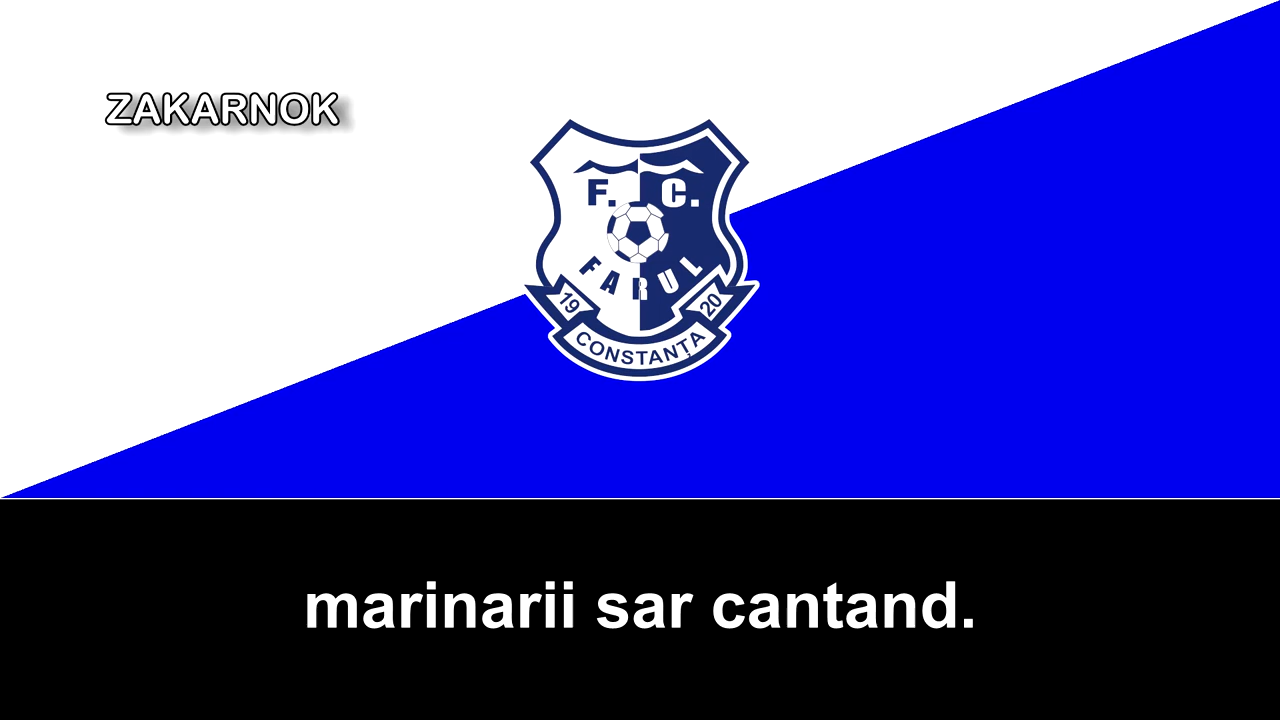 ZAKARNOK
F. C.
FARUL
19 20
CONSTANȚA
marinarii sar cantand.